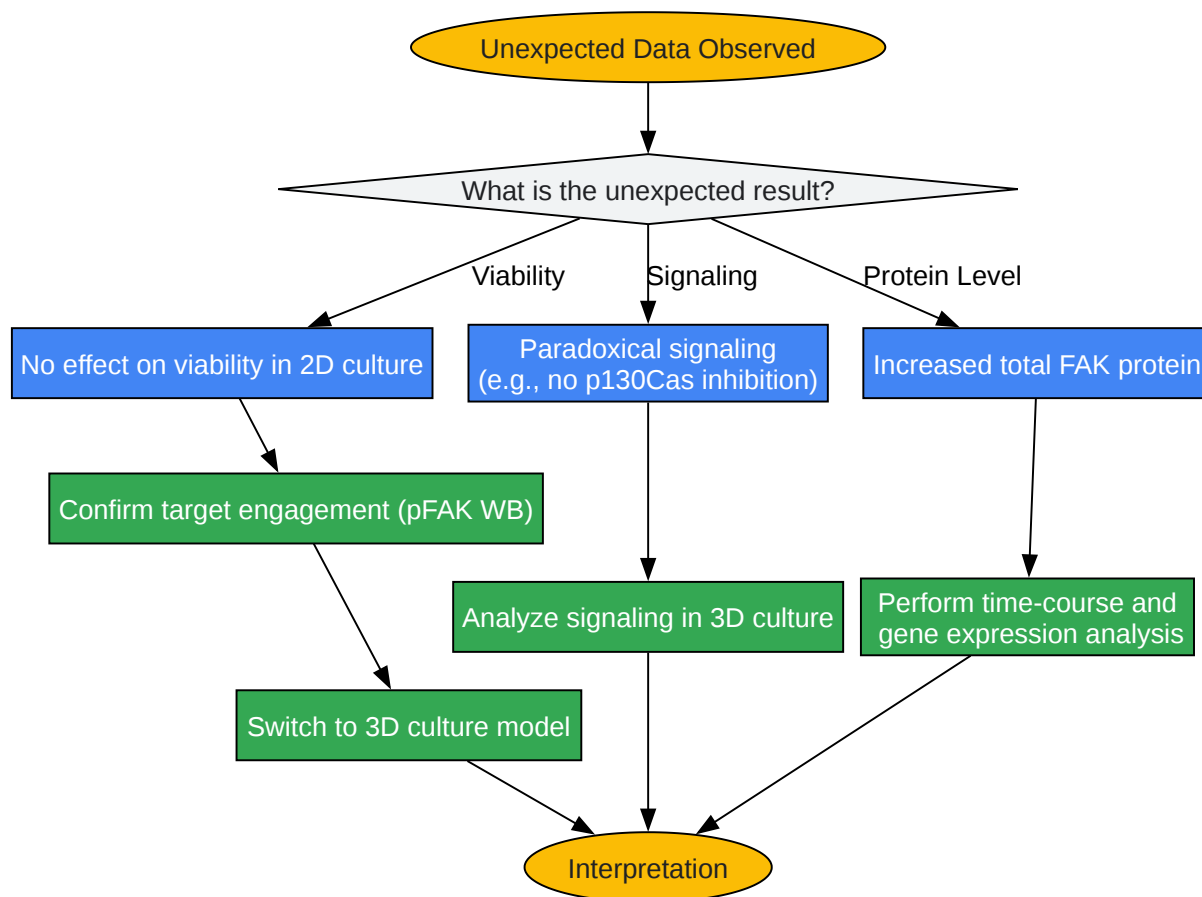 Unexpected Data Observed
What is the unexpected result?
Viability
Signaling
Protein Level
No effect on viability in 2D culture
Paradoxical signaling
(e.g., no p130Cas inhibition)
Increased total FAK protein
Confirm target engagement (pFAK WB)
Analyze signaling in 3D culture
Perform time-course and
gene expression analysis
Switch to 3D culture model
Interpretation